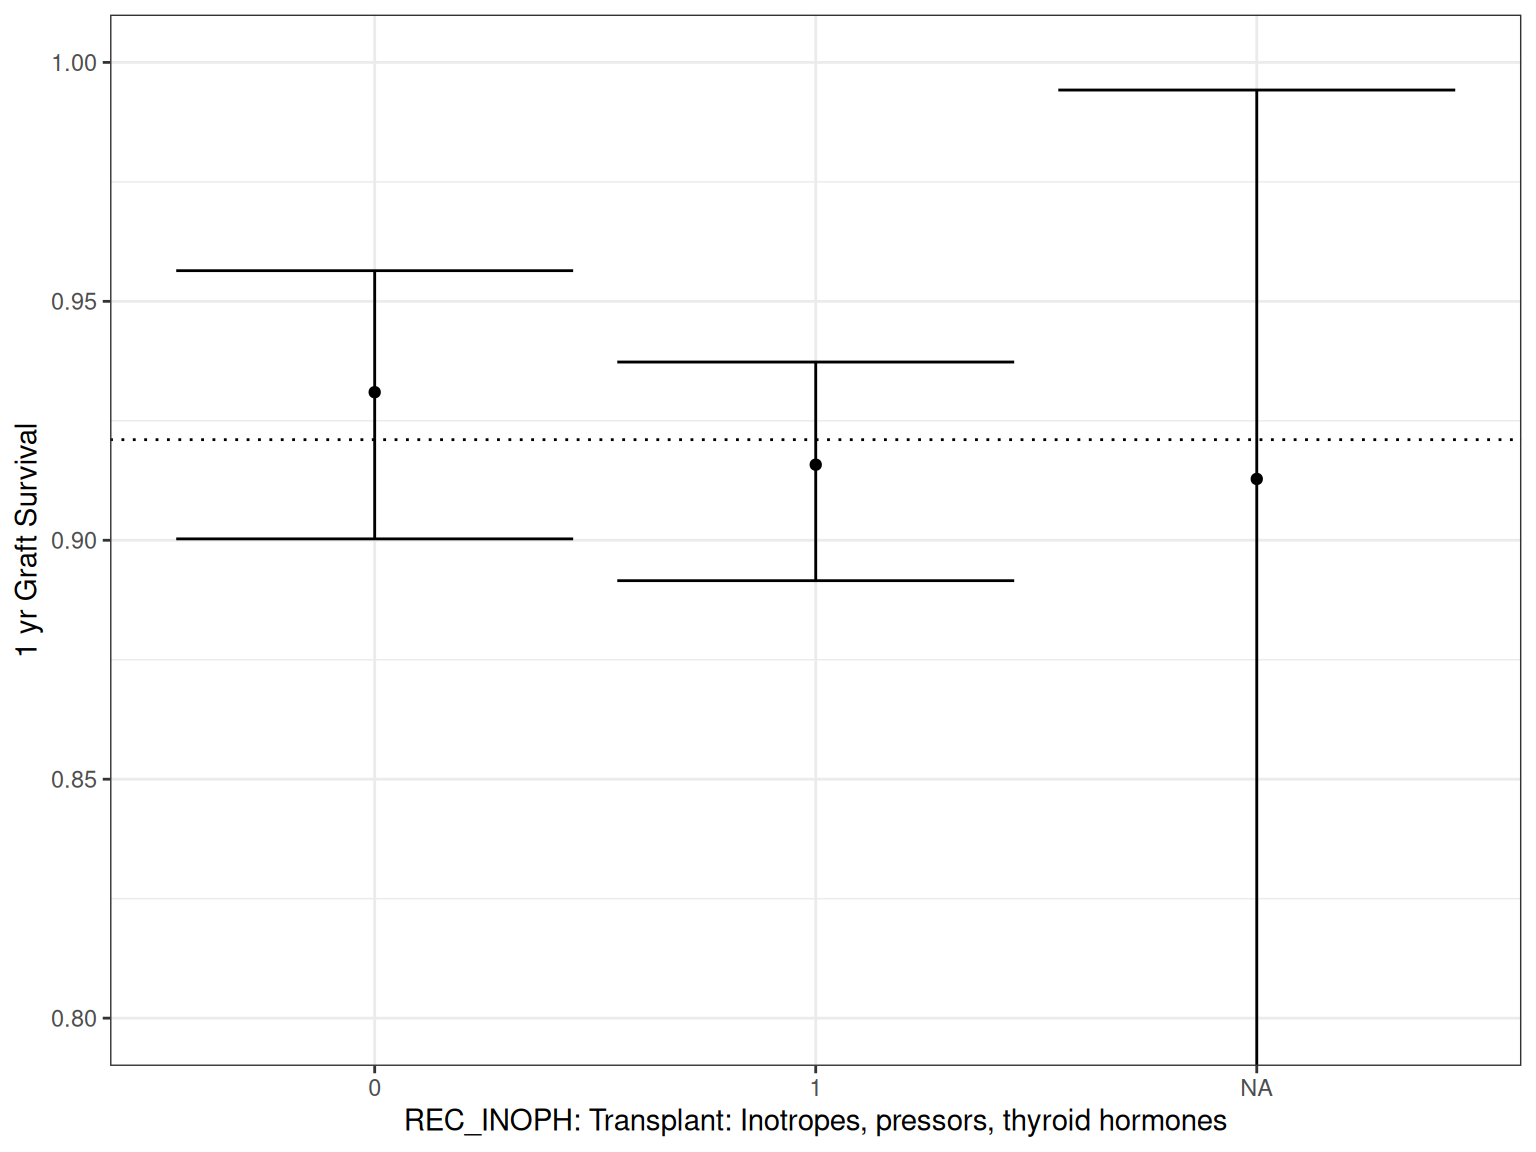 1.00
0.95
0.90
0.85
0.80
1 yr Graft Survival
0
1
NA
REC_INOPH: Transplant: Inotropes, pressors, thyroid hormones